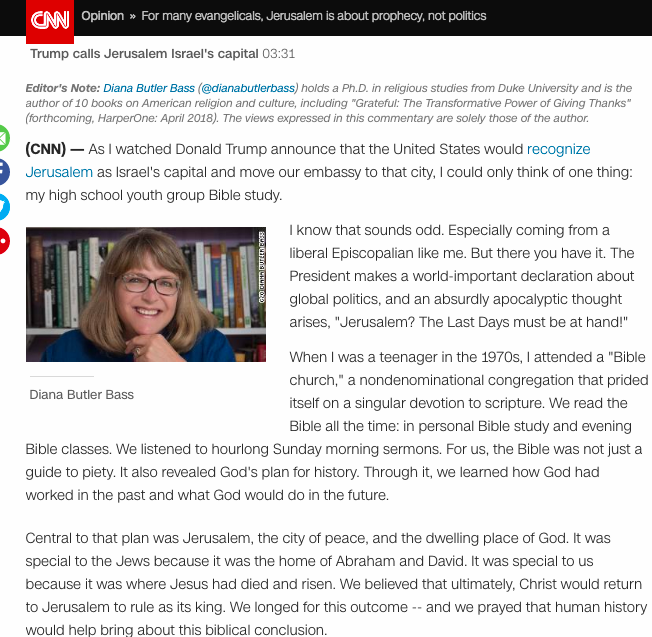 CNN
Opinion » For many evangelicals, Jerusalem is about prophecy, not politics
Trump calls Jerusalem Israel's capital 03:31
Editor's Note: Diana Butler Bass (@dianabutlerbass) holds a Ph.D. in religious studies from Duke University and is the
author of 10 books on American religion and culture, including "Grateful: The Transformative Power of Giving Thanks"
(forthcoming, HarperOne: April 2018). The views expressed in this commentary are solely those of the author.
(CNN) — As I watched Donald Trump announce that the United States would recognize
Jerusalem as Israel's capital and move our embassy to that city, I could only think of one thing:
my high school youth group Bible study.
I know that sounds odd. Especially coming from a
liberal Episcopalian like me. But there you have it. The
President makes a world-important declaration about
global politics, and an absurdly apocalyptic thought
arises, "Jerusalem? The Last Days must be at hand!"
When I was a teenager in the 1970s, I attended a "Bible
church," a nondenominational congregation that prided
itself on a singular devotion to scripture. We read the
Bible all the time: in personal Bible study and evening
Diana Butler Bass
Bible classes. We listened to hourlong Sunday morning sermons. For us, the Bible was not just a
guide to piety. It also revealed God's plan for history. Through it, we learned how God had
worked in the past and what God would do in the future.
Central to that plan was Jerusalem, the city of peace, and the dwelling place of God. It was
special to the Jews because it was the home of Abraham and David. It was special to us
because it was where Jesus had died and risen. We believed that ultimately, Christ would return
to Jerusalem to rule as its king. We longed for this outcome -- and we prayed that human history
would help bring about this biblical conclusion.